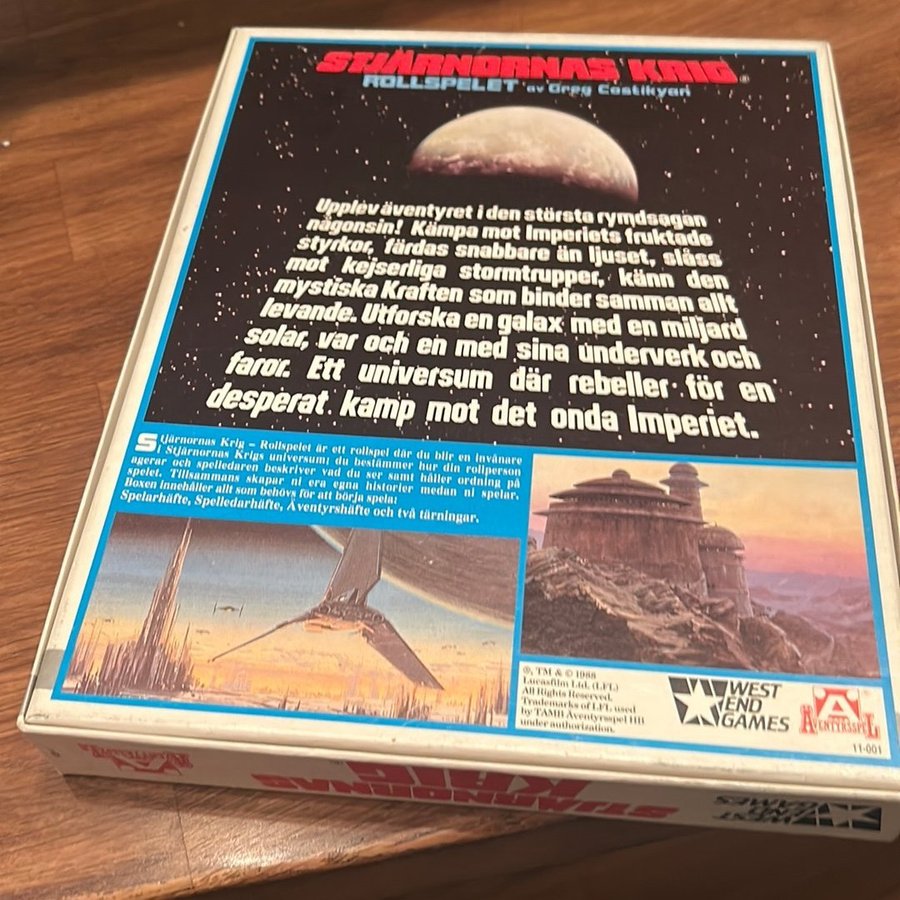 STJÄRNORNAS KRIG®
ROLLSPELET av Greg Costikyan
Upplev äventyret i den största rymdsagan
någonsin! Kämpa mot Imperiets fruktade
styrkor, färdas snabbare än ljuset, slåss
mot kejserliga stormtrupper, känn den
mystiska Kraften som binder samman allt
levande. Utforska en galax med en miljard
solar, var och en med sina underverk och
faror. Ett universum där rebeller för en
desperat kamp mot det onda Imperiet.
Stjärnornas Krig – Rollspelet är ett rollspel där du blir en invånare
i Stjärnornas Krigs universum; du bestämmer hur din rollperson
agerar och spelledaren beskriver vad du ser samt håller ordning på
spelet. Tillsammans skapar ni era egna historier medan ni spelar.
Boxen innehåller allt som behövs för att börja spela:
Spelarhäfte, Spelledarhäfte, Äventyrshäfte och två tärningar.
®, TM & © 1988
Lucasfilm Ltd. (LFL)
All Rights Reserved.
Trademarks of LFL used
by TAMB Äventyrsspel HB
under authorization.
WEST
END
GAMES
ÄVENTYRSSPEL
11-001
ÄVENTYRSSPEL
STJÄRNORNAS
KRIG
WEST
END
GAMES